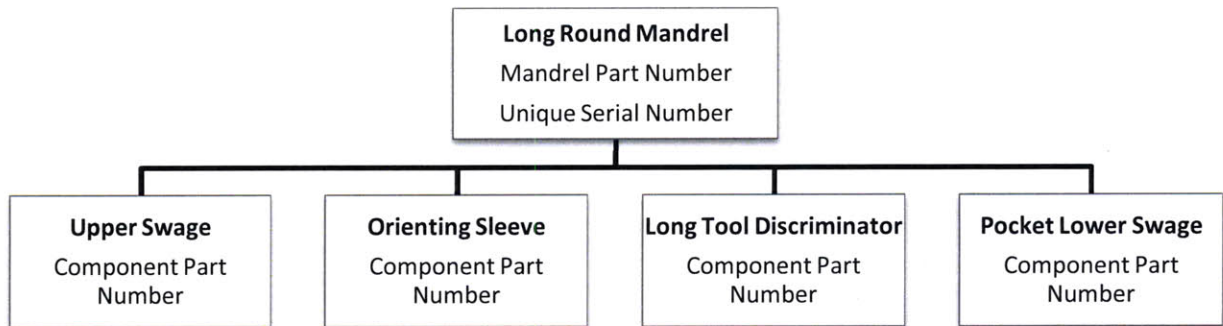 Long Round Mandrel
Mandrel Part Number
Unique Serial Number
Upper Swage
Component Part
Number
Orienting Sleeve
Component Part
Number
Long Tool Discriminator
Component Part
Number
Pocket Lower Swage
Component Part
Number